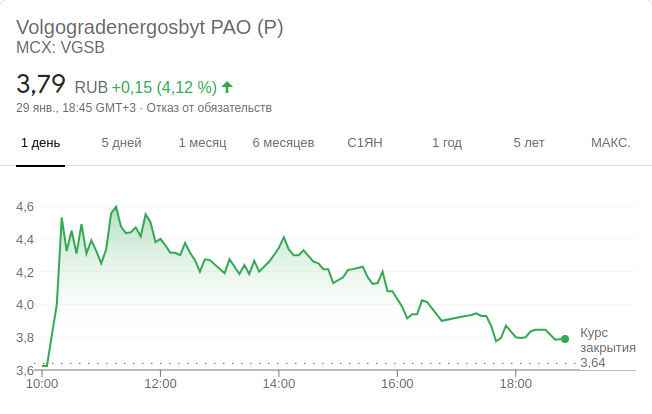 Volgogradenergosbyt PAO (P)
MCX: VGSB
3,79 RUB +0,15 (4,12 %)
29 янв., 18:45 GMT+3 · Отказ от обязательств
1 день 5 дней 1 месяц 6 месяцев С1ЯН 1 год 5 лет МАКС.
4,6
4,4
4,2
4,0
3,8
3,6
Курс
закрытия
3,64
10:00 12:00 14:00 16:00 18:00